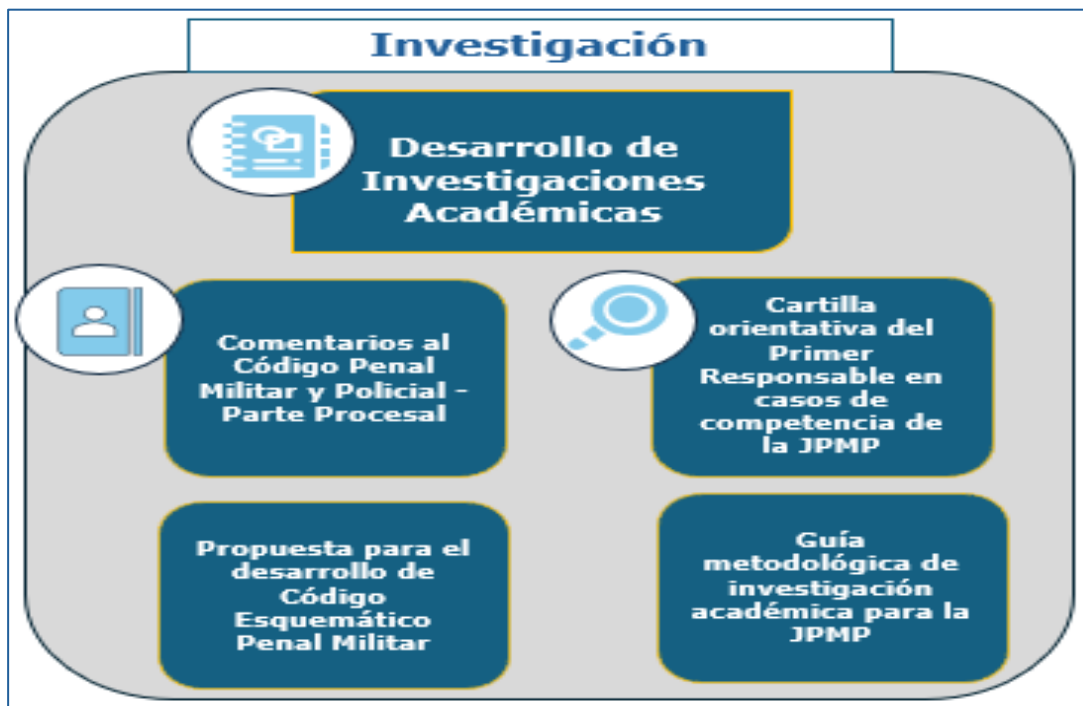 Investigación
Desarrollo de
Investigaciones
Académicas
Comentarios al
Código Penal
Militar y Policial -
Parte Procesal
Cartilla
orientativa del
Primer
Responsable en
casos de
competencia de
la JPMP
Propuesta para el
desarrollo de
Código
Esquemático
Penal Militar
Guía
metodológica de
investigación
académica para la
JPMP